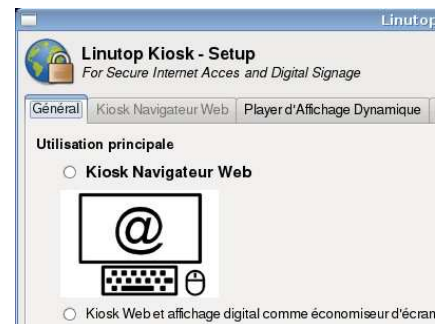 Linutop
Linutop Kiosk - Setup
For Secure Internet Acces and Digital Signage
Général Kiosk Navigateur Web Player d'Affichage Dynamique
Utilisation principale
Kiosk Navigateur Web
@
Kiosk Web et affichage digital comme économiseur d'écran